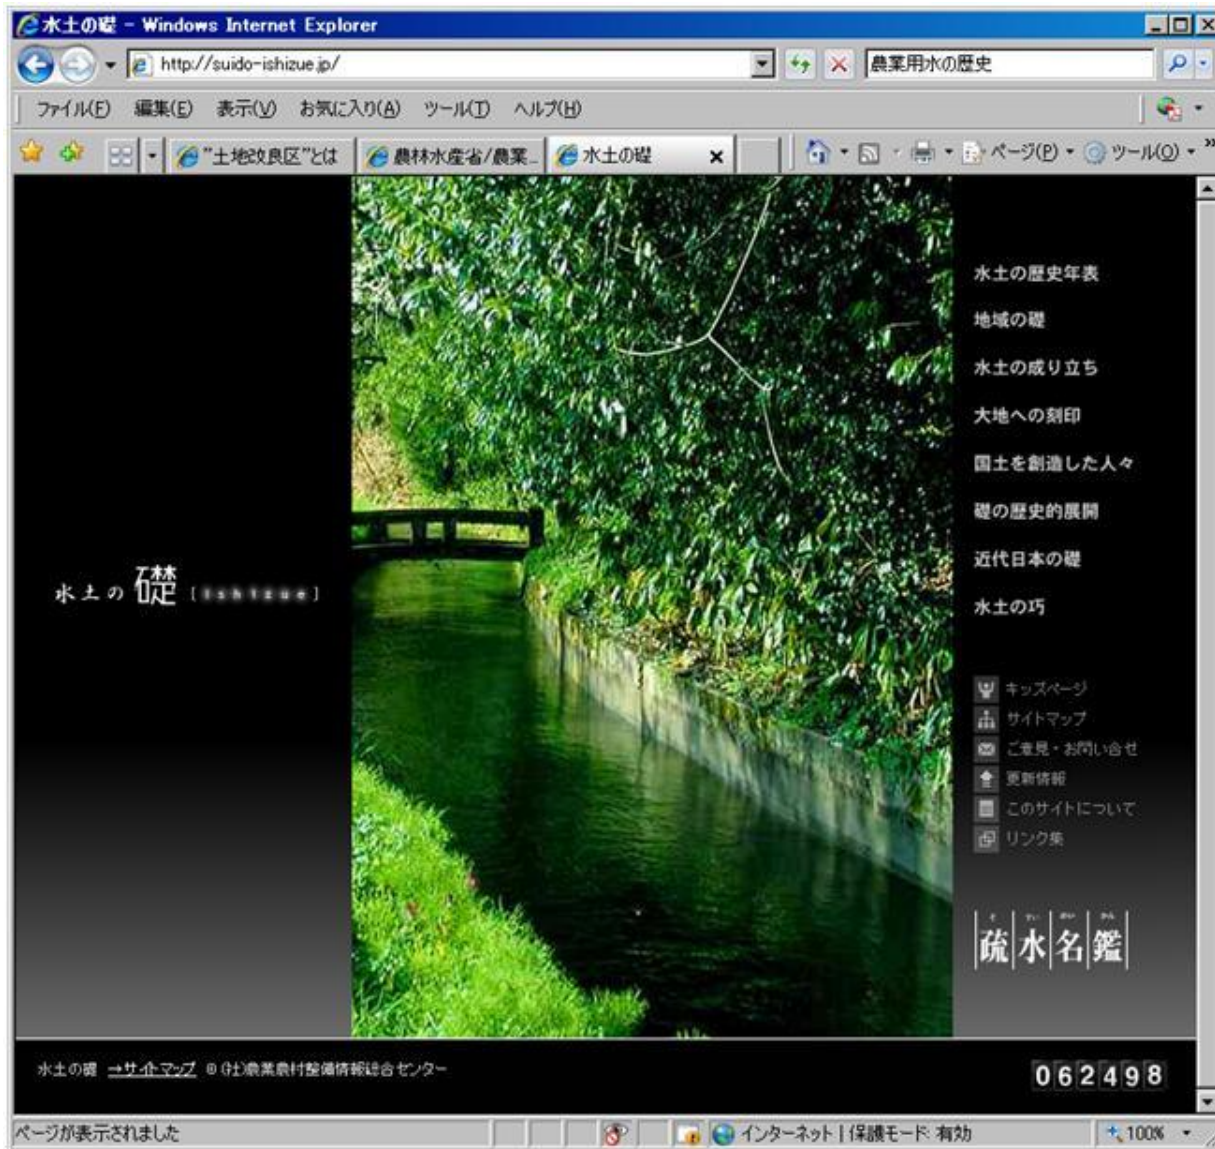 水土の礎 - Windows Internet Explorer
http://suido-ishizue.jp/
農業用水の歴史
ファイル(F) 編集(E) 表示(V) お気に入り(A) ツール(T) ヘルプ(H)
"土地改良区"とは
農林水産省/農業...
水土の礎
ページ(P)
ツール(O)
水土の歴史年表
地域の礎
水土の成り立ち
大地への刻印
国土を創造した人々
礎の歴史的展開
近代日本の礎
水土の巧
水土の礎 [ishizue]
キッズページ
サイトマップ
ご意見・お問い合せ
更新情報
このサイトについて
リンク集
そ すい めい かん
疏水名鑑
水土の礎 →サイトマップ ©(社)農業農村整備情報総合センター
062498
ページが表示されました
インターネット | 保護モード: 有効
100%